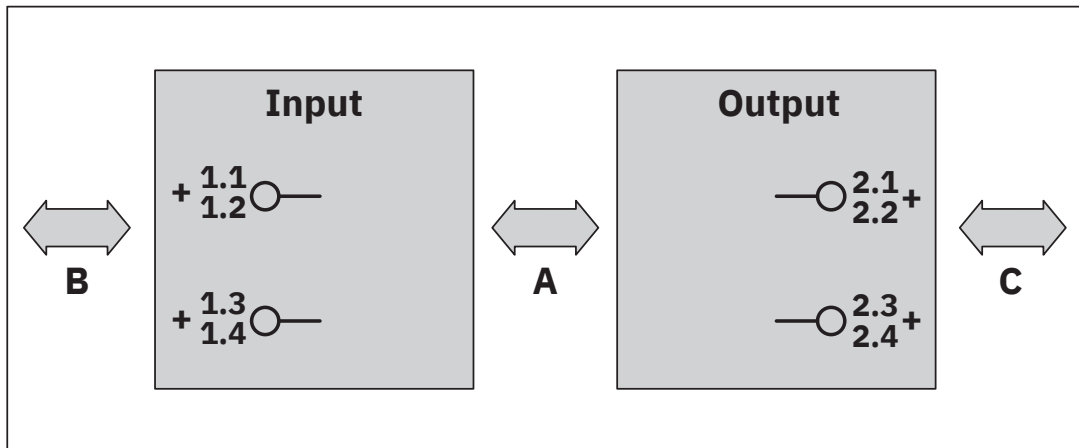 Input
Output
+ 1.1
1.2
2.1
2.2 +
B
A
C
+ 1.3
1.4
2.3
2.4 +